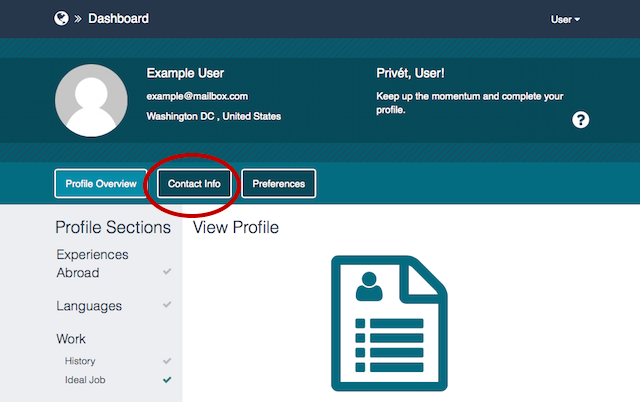 » Dashboard
User
Example User
example@mailbox.com
Washington DC , United States
Privét, User!
Keep up the momentum and complete your
profile.
?
Profile Overview
Contact Info
Preferences
Profile Sections
Experiences
Abroad
Languages
Work
History
Ideal Job
View Profile